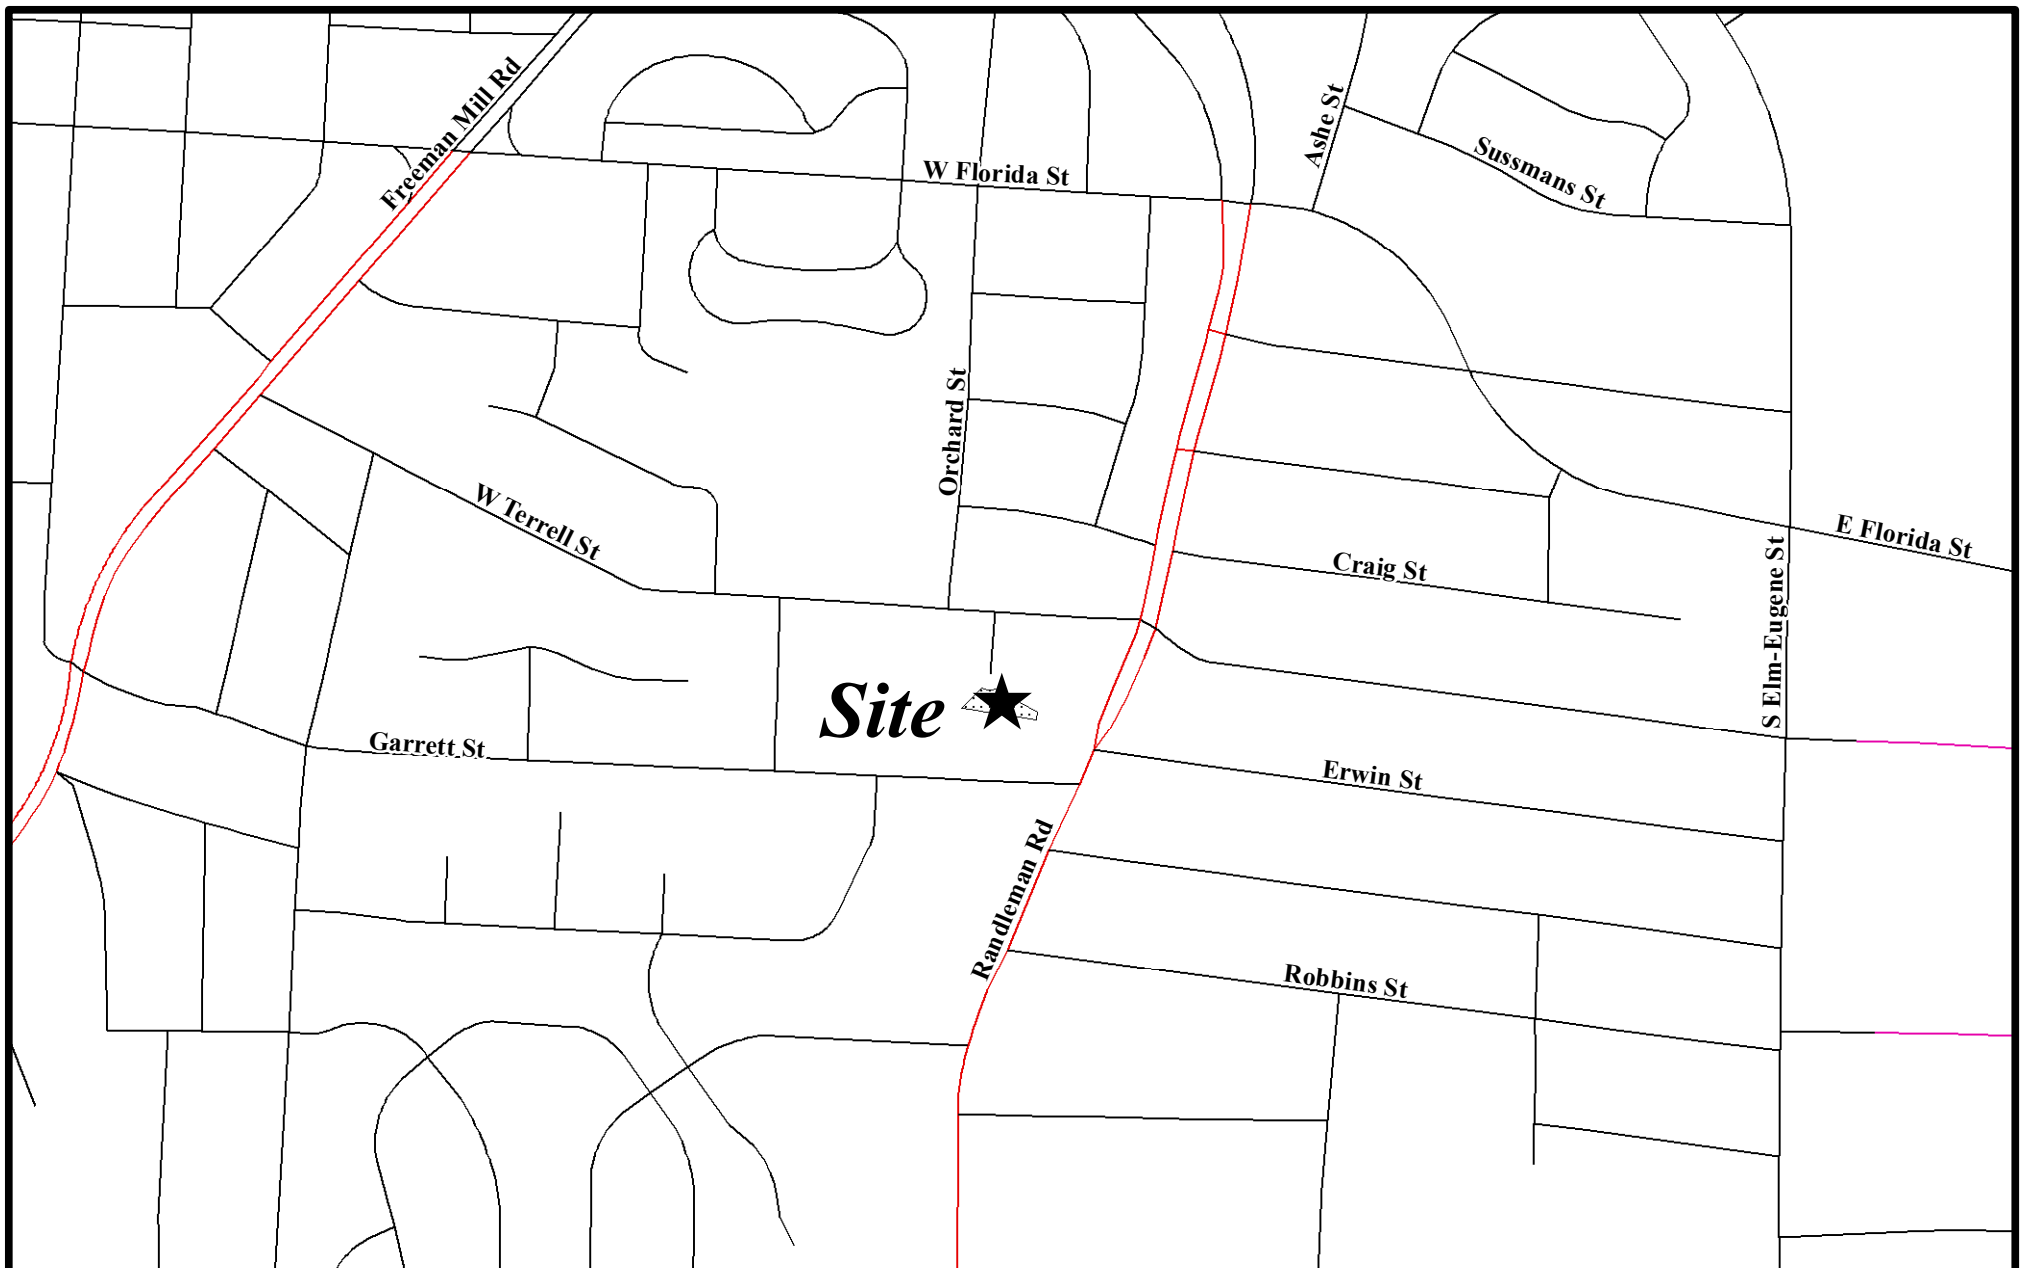 Freeman Mill Rd
Ashe St
Sussmans St
W Florida St
Orchard St
W Terrell St
E Florida St
Craig St
S Elm-Eugene St
Site
Garrett St
Erwin St
Randleman Rd
Robbins St